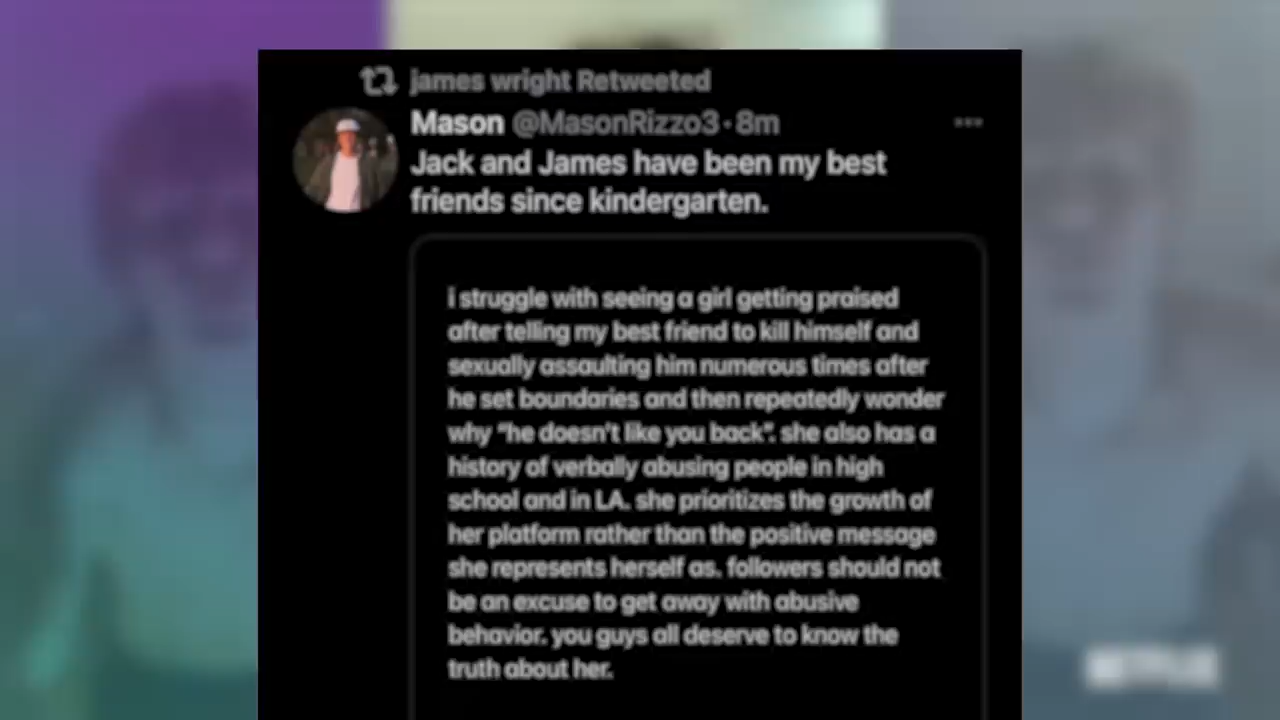 james wright Retweeted
Mason @MasonRizzo3 · 8m
Jack and James have been my best
friends since kindergarten.
i struggle with seeing a girl getting praised
after telling my best friend to kill himself and
sexually assaulting him numerous times after
he set boundaries and then repeatedly wonder
why “he doesn’t like you back”. she also has a
history of verbally abusing people in high
school and in LA. she prioritizes the growth of
her platform rather than the positive message
she represents herself as. followers should not
be an excuse to get away with abusive
behavior. you guys all deserve to know the
truth about her.
NETFLIX